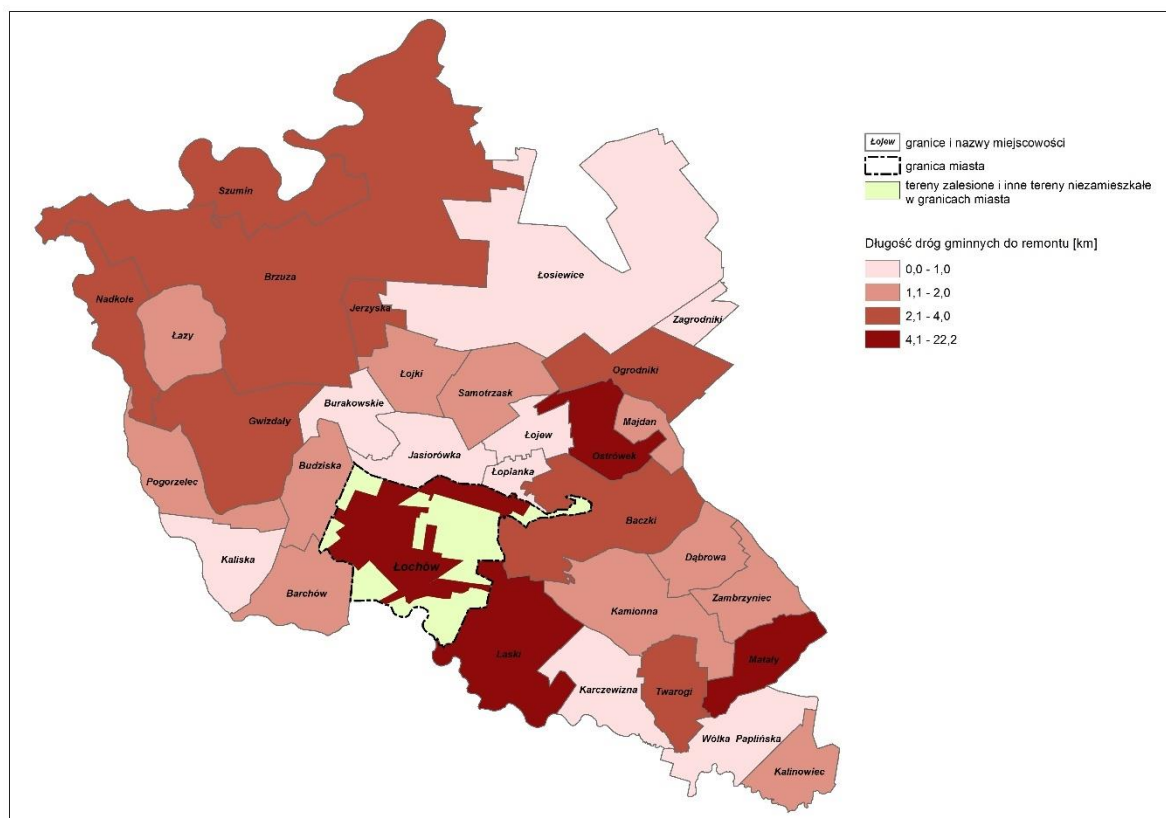 Szumin
Brzuza
Nadkole
Jerzyska
Łazy
Łosiewice
Zagrodniki
Łojki
Samotrzask
Ogrodniki
Burakowskie
Gwizdały
Łojew
Majdan
Jasiorówka
Ostrówek
Budziska
Łopianka
Pogorzelec
Baczki
Kaliska
Łochów
Dąbrowa
Barchów
Zambrzyniec
Kamionna
Łaski
Matały
Karczewizna
Twarogi
Wólka Paplińska
Kalinowiec
Łojew granice i nazwy miejscowości
granica miasta
tereny zalesione i inne tereny niezamieszkałe
w granicach miasta
Długość dróg gminnych do remontu [km]
0,0 - 1,0
1,1 - 2,0
2,1 - 4,0
4,1 - 22,2